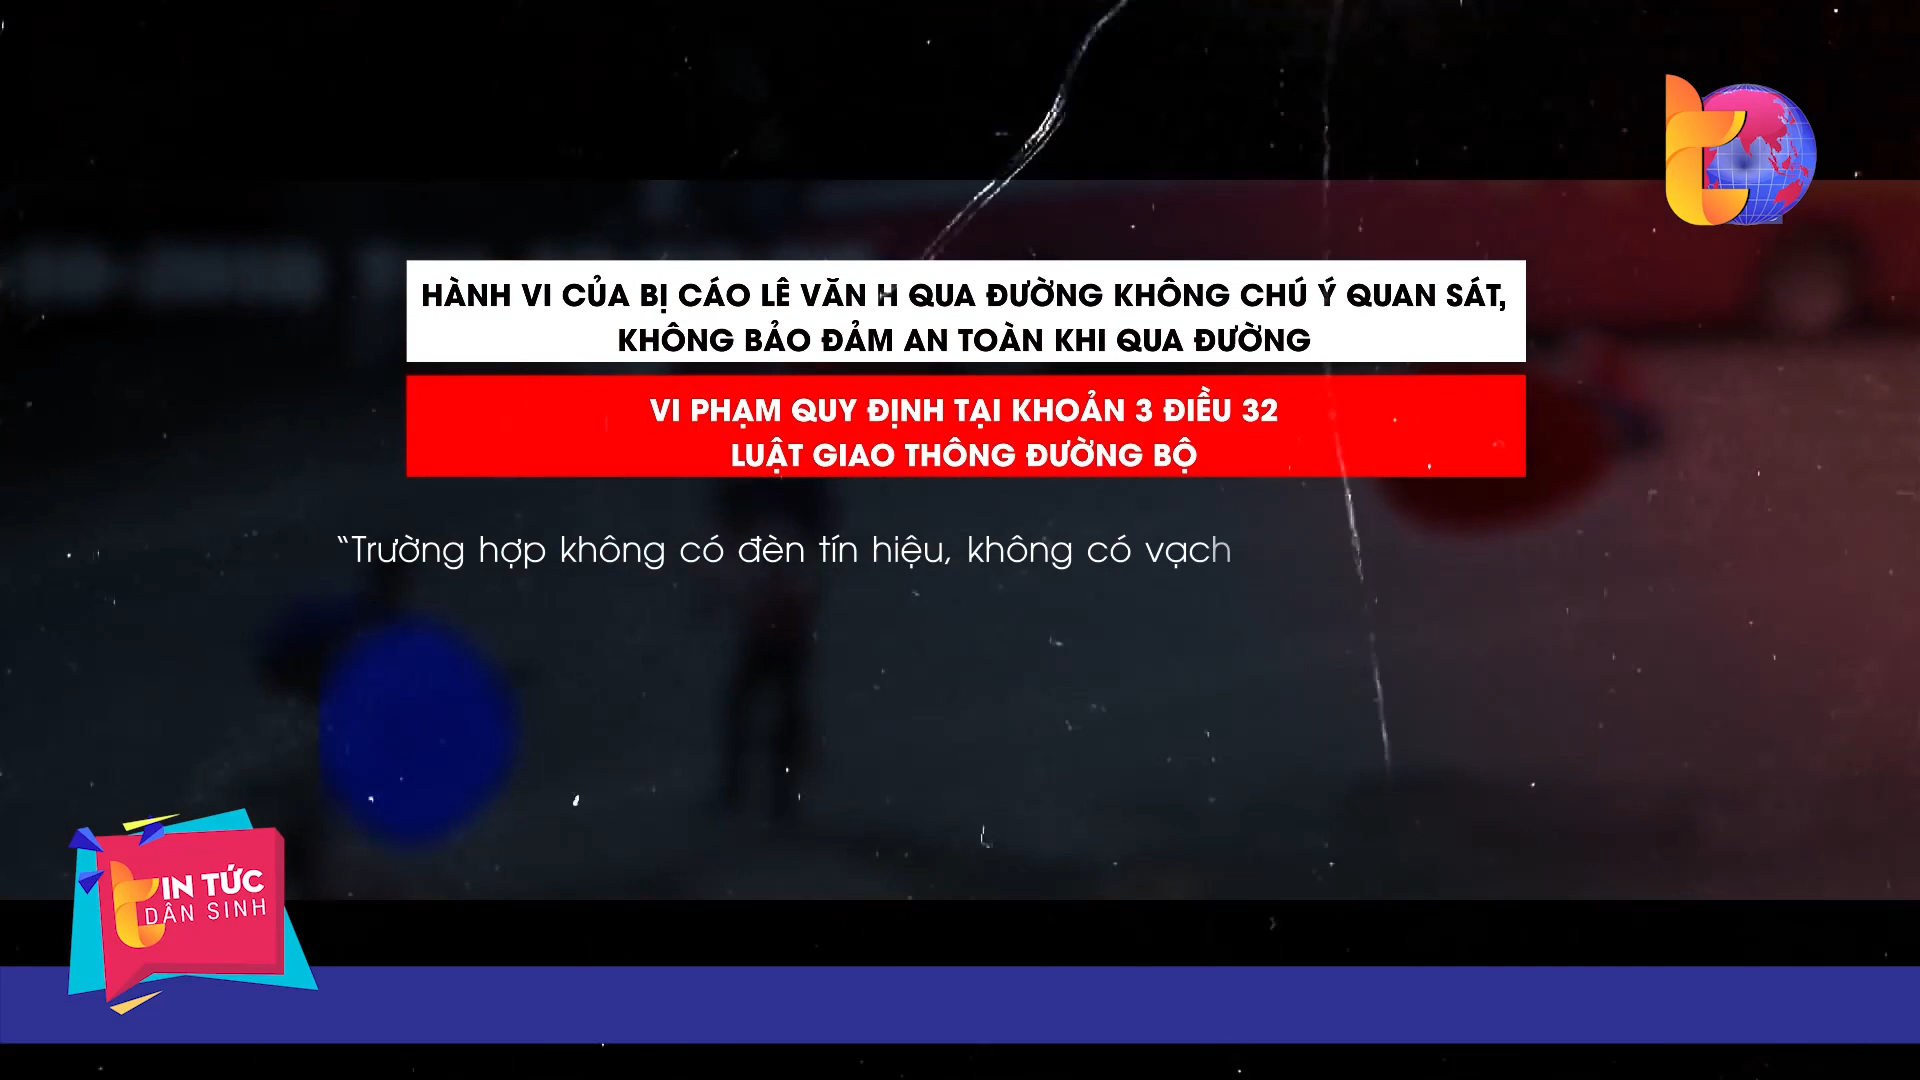 HÀNH VI CỦA BỊ CÁO LÊ VĂN H QUA ĐƯỜNG KHÔNG CHÚ Ý QUAN SÁT,
KHÔNG BẢO ĐẢM AN TOÀN KHI QUA ĐƯỜNG
VI PHẠM QUY ĐỊNH TẠI KHOẢN 3 ĐIỀU 32
LUẬT GIAO THÔNG ĐƯỜNG BỘ
“Trường hợp không có đèn tín hiệu, không có vạch
TIN TỨC
DÂN SINH